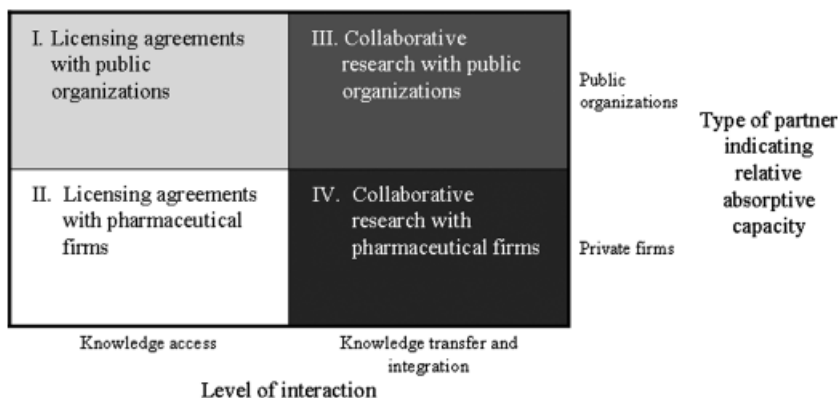 I. Licensing agreements
with public
organizations
III. Collaborative
research with public
organizations
Public
organizations
II. Licensing agreements
with pharmaceutical
firms
IV. Collaborative
research with
pharmaceutical firms
Private firms
Type of partner
indicating
relative
absorptive
capacity
Knowledge access
Knowledge transfer and
integration
Level of interaction